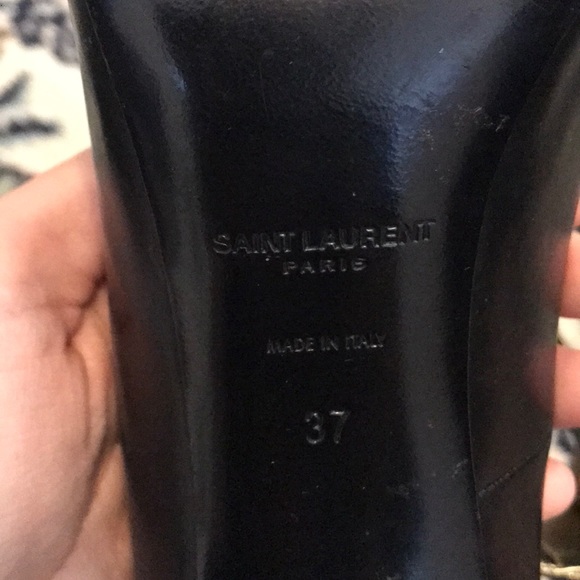 SAINT LAURENT
PARIS
MADE IN ITALY
37